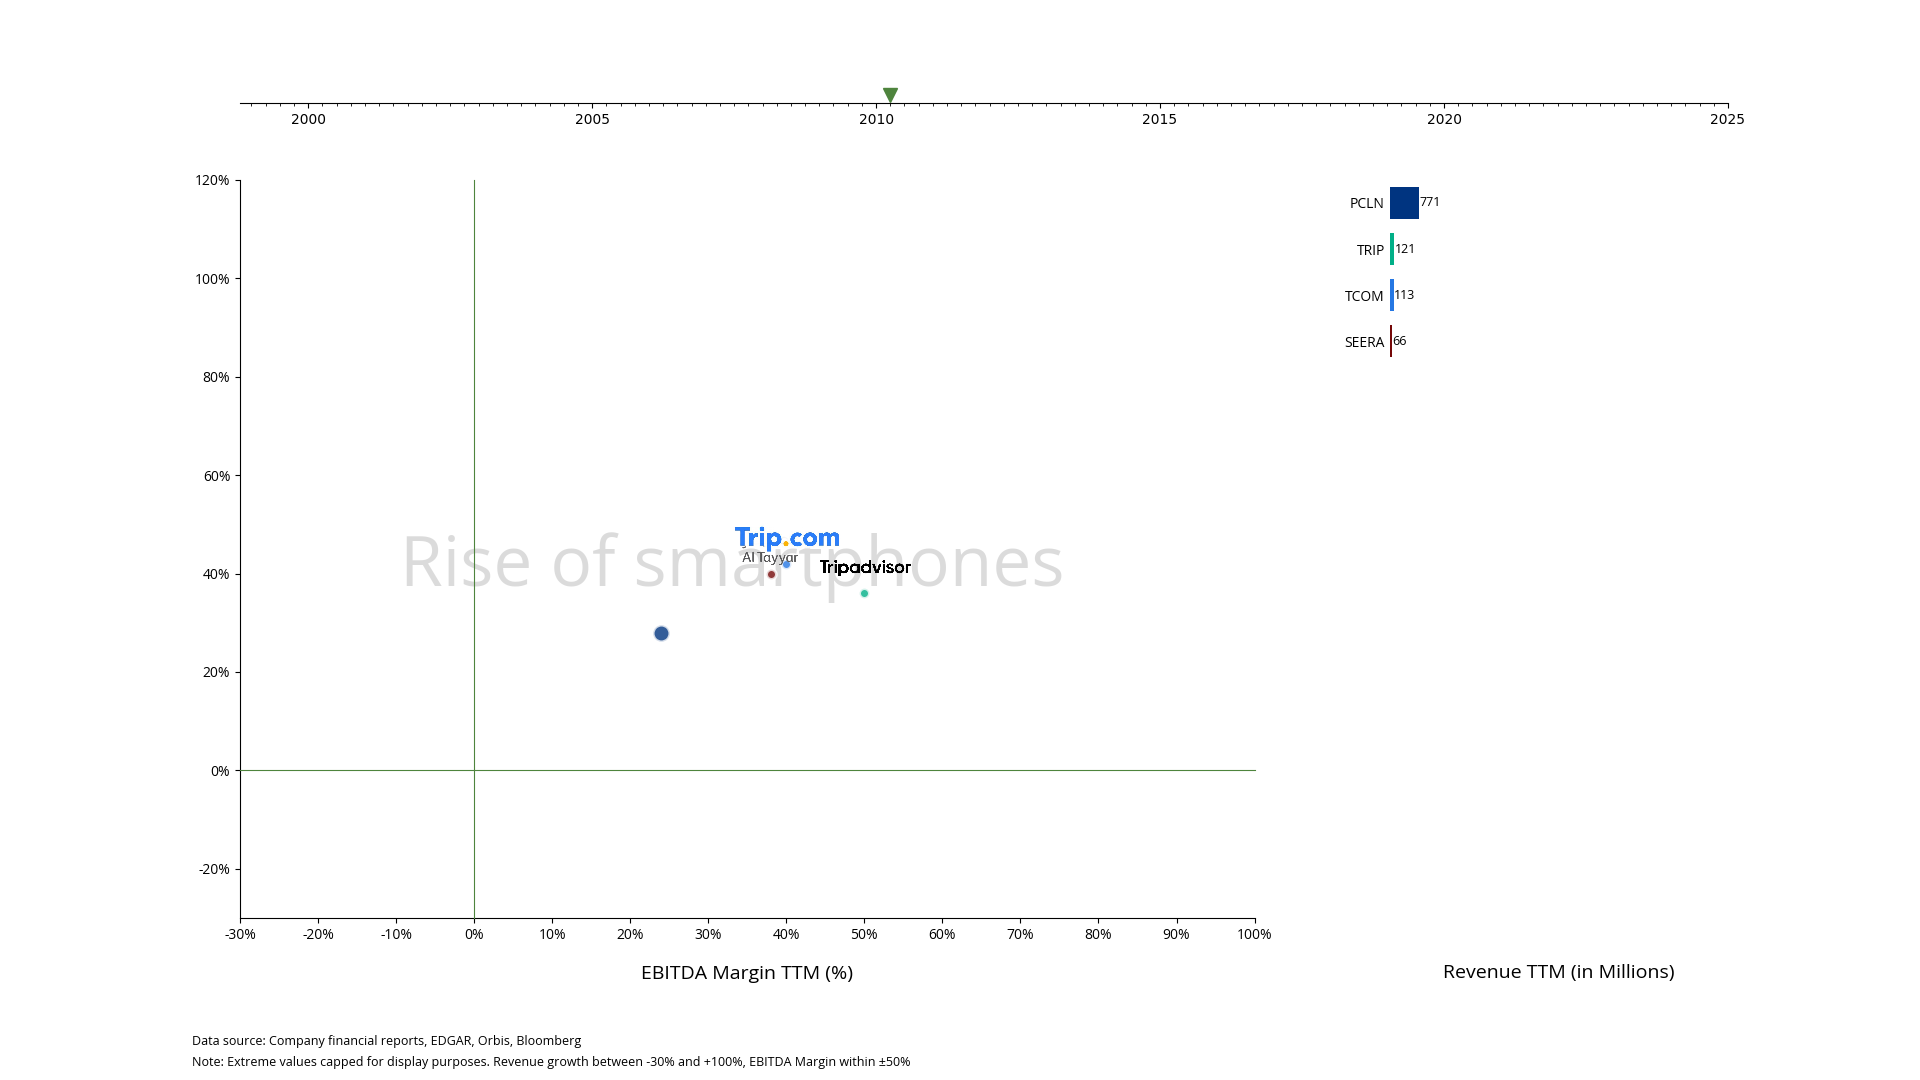 2000 2005 2010 2015 2020 2025
120%
100%
80%
60%
40%
20%
0%
-20%
-30% -20% -10% 0% 10% 20% 30% 40% 50% 60% 70% 80% 90% 100%
EBITDA Margin TTM (%)
Rise of smartphones
Trip.com
Al Tayyar
Tripadvisor
PCLN 771
TRIP 121
TCOM 113
SEERA 66
Revenue TTM (in Millions)
Data source: Company financial reports, EDGAR, Orbis, Bloomberg
Note: Extreme values capped for display purposes. Revenue growth between -30% and +100%, EBITDA Margin within ±50%